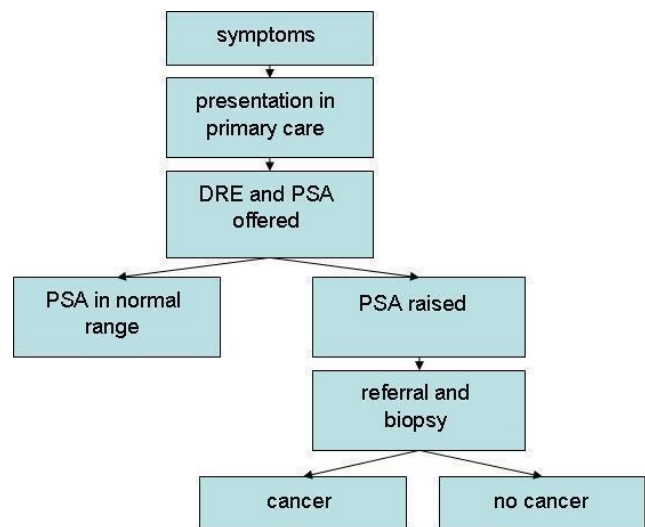 symptoms
presentation in
primary care
DRE and PSA
offered
PSA in normal
range
PSA raised
referral and
biopsy
cancer
no cancer